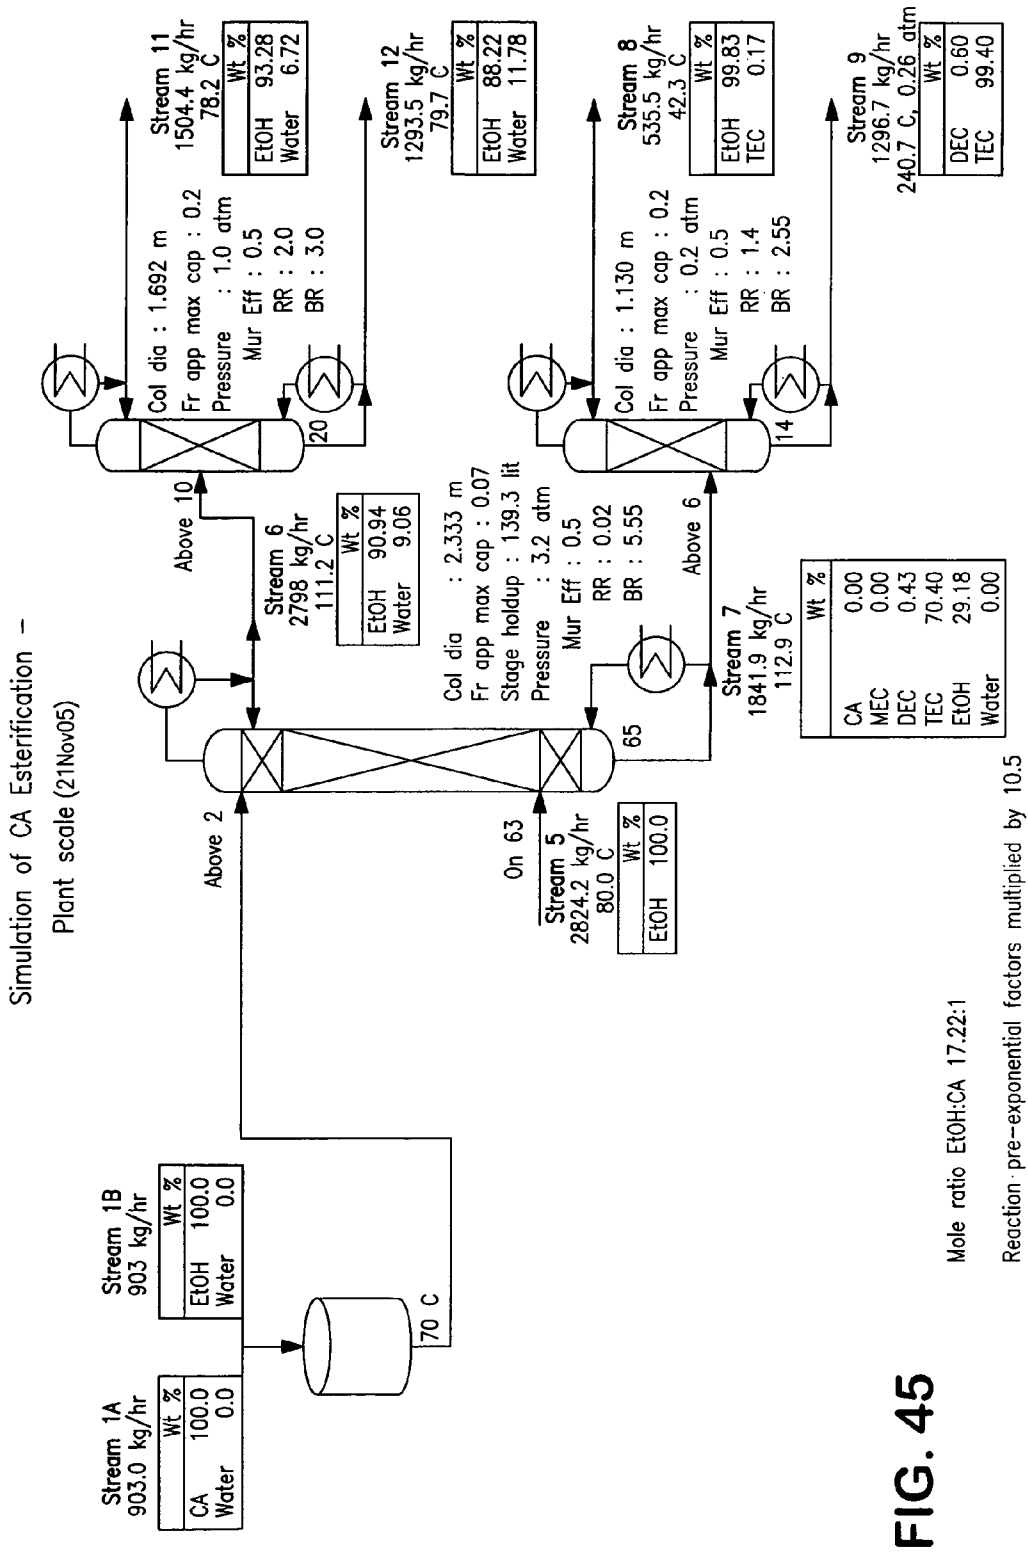 Simulation of CA Esterification –
Plant scale (21Nov05)
Stream 1A
903.0 kg/hr
Wt %
CA 100.0
Water 0.0
Stream 1B
903 kg/hr
Wt %
EtOH 100.0
Water 0.0
70 C
Above 2
On 63
Stream 5
2824.2 kg/hr
80.0 C
Wt %
EtOH 100.0
65
Col dia : 2.333 m
Fr app max cap : 0.07
Stage holdup : 139.3 lit
Pressure : 3.2 atm
Mur Eff : 0.5
RR : 0.02
BR : 5.55
Stream 6
2798 kg/hr
111.2 C
Wt %
EtOH 90.94
Water 9.06
Above 10
20
Col dia : 1.692 m
Fr app max cap : 0.2
Pressure : 1.0 atm
Mur Eff : 0.5
RR : 2.0
BR : 3.0
Stream 11
1504.4 kg/hr
78.2 C
Wt %
EtOH 93.28
Water 6.72
Stream 12
1293.5 kg/hr
79.7 C
Wt %
EtOH 88.22
Water 11.78
Stream 7
1841.9 kg/hr
112.9 C
Wt %
CA 0.00
MEC 0.00
DEC 0.43
TEC 70.40
EtOH 29.18
Water 0.00
Above 6
14
Col dia : 1.130 m
Fr app max cap : 0.2
Pressure : 0.2 atm
Mur Eff : 0.5
RR : 1.4
BR : 2.55
Stream 8
535.5 kg/hr
42.3 C
Wt %
EtOH 99.83
TEC 0.17
Stream 9
1296.7 kg/hr
240.7 C, 0.26 atm
Wt %
DEC 0.60
TEC 99.40
Mole ratio EtOH:CA 17.22:1
Reaction pre-exponential factors multiplied by 10.5
FIG. 45